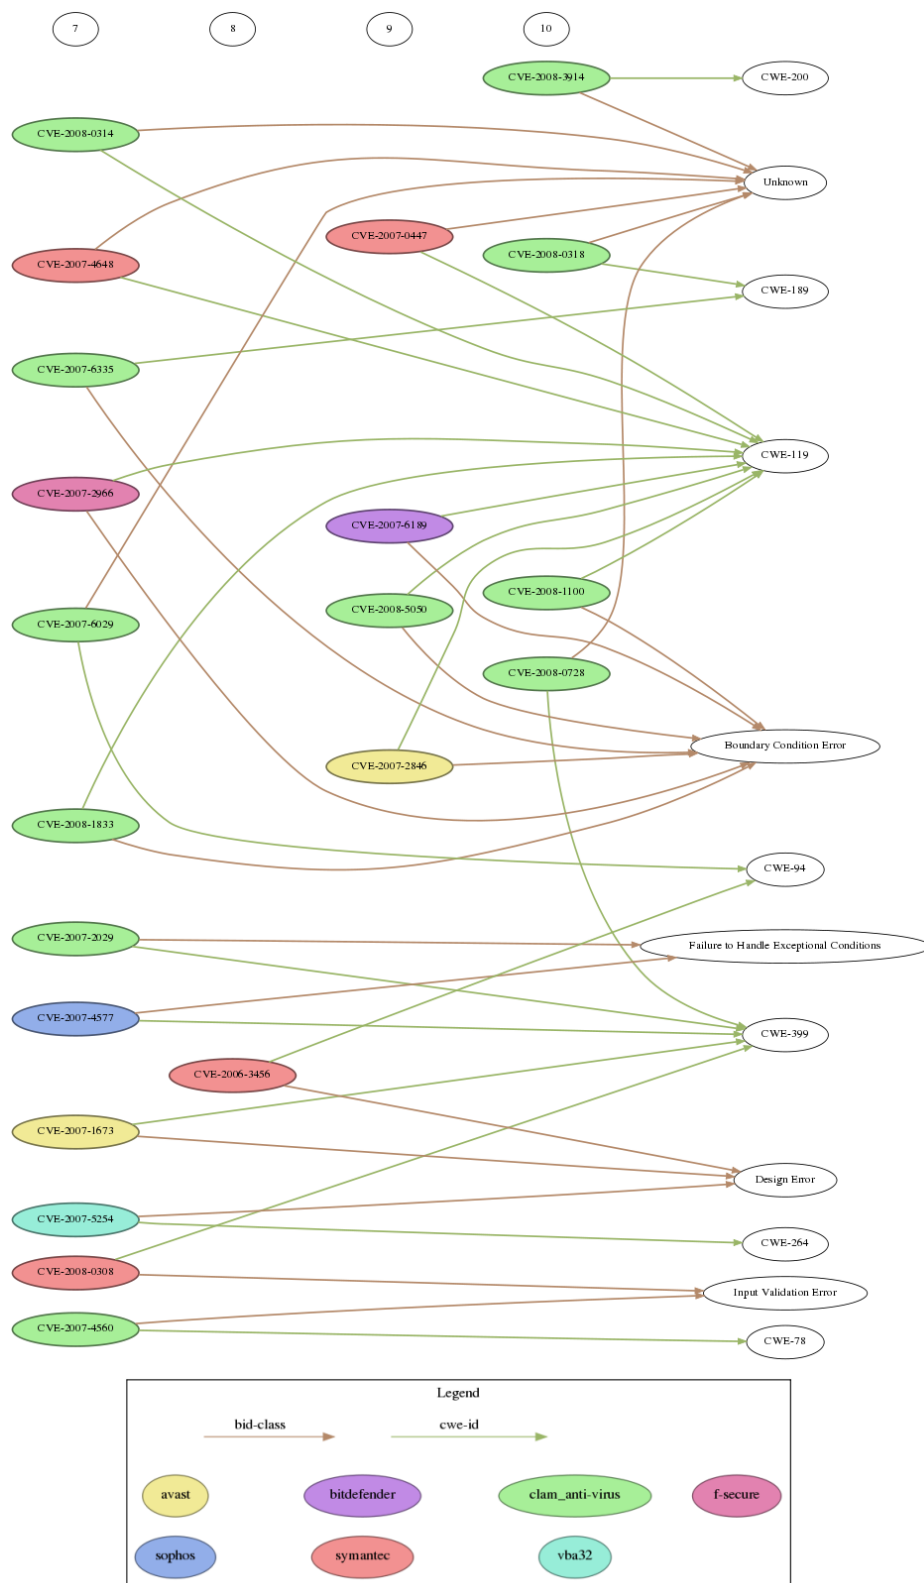 7 8 9 10
CVE-2008-3914 CWE-200
CVE-2008-0314
Unknown
CVE-2007-0447
CVE-2008-0318
CVE-2007-4648
CWE-189
CVE-2007-6335
CWE-119
CVE-2007-2966
CVE-2007-6189
CVE-2008-1100
CVE-2008-5050
CVE-2007-6029
CVE-2008-0728
Boundary Condition Error
CVE-2007-2846
CVE-2008-1833
CWE-94
CVE-2007-2029
Failure to Handle Exceptional Conditions
CVE-2007-4577
CWE-399
CVE-2006-3456
CVE-2007-1673
Design Error
CVE-2007-5254
CWE-264
CVE-2008-0308
Input Validation Error
CVE-2007-4560
CWE-78
Legend
bid-class cwe-id
avast bitdefender clam_anti-virus f-secure
sophos symantec vba32